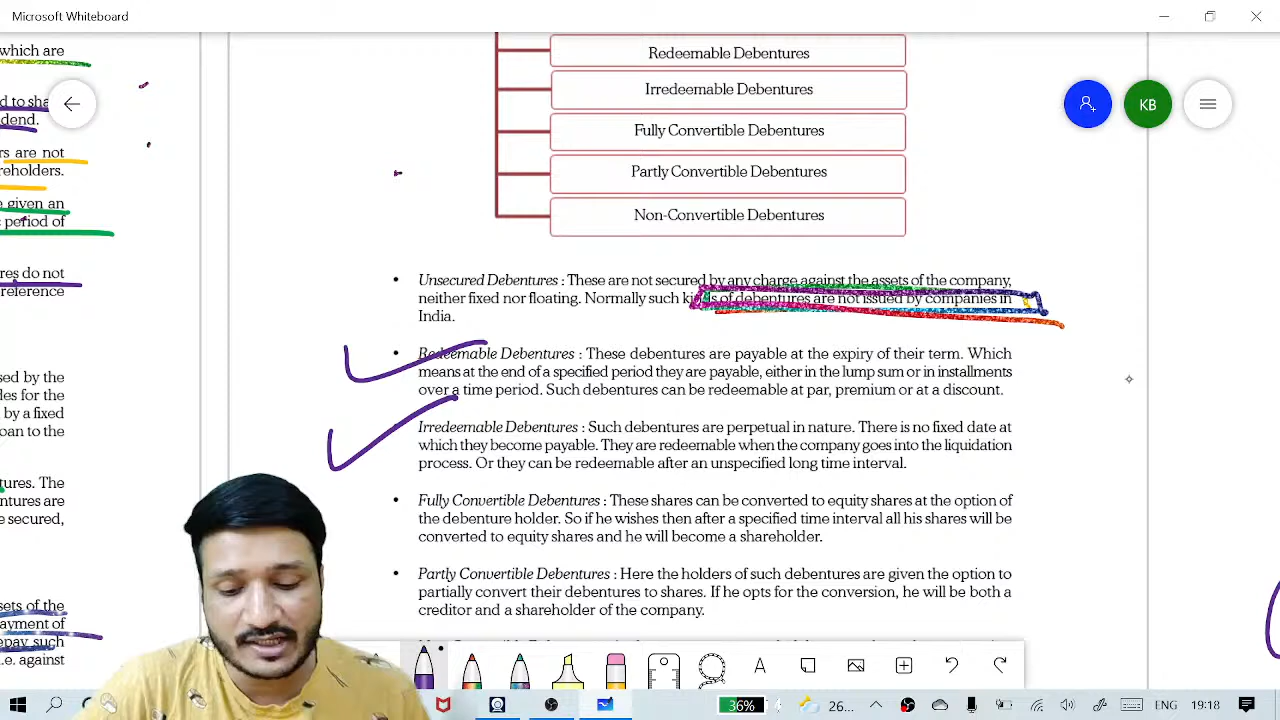 Microsoft Whiteboard
which are
d to sha
dend.
rs are not
reholders.
e given an
period of
res do not
reference
sed by the
des for the
by a fixed
oan to the
tures. The
ntures are
e secured,
sets of the
ayment of
epay such
i.e. against
KB
Redeemable Debentures
Irredeemable Debentures
Fully Convertible Debentures
Partly Convertible Debentures
Non-Convertible Debentures
• Unsecured Debentures : These are not secured by any charge against the assets of the company,
neither fixed nor floating. Normally such kinds of debentures are not issued by companies in
India.
• Redeemable Debentures : These debentures are payable at the expiry of their term. Which
means at the end of a specified period they are payable, either in the lump sum or in installments
over a time period. Such debentures can be redeemable at par, premium or at a discount.
Irredeemable Debentures : Such debentures are perpetual in nature. There is no fixed date at
which they become payable. They are redeemable when the company goes into the liquidation
process. Or they can be redeemable after an unspecified long time interval.
• Fully Convertible Debentures : These shares can be converted to equity shares at the option of
the debenture holder. So if he wishes then after a specified time interval all his shares will be
converted to equity shares and he will become a shareholder.
• Partly Convertible Debentures : Here the holders of such debentures are given the option to
partially convert their debentures to shares. If he opts for the conversion, he will be both a
creditor and a shareholder of the company.
A
36%
26...
ENG
19:18